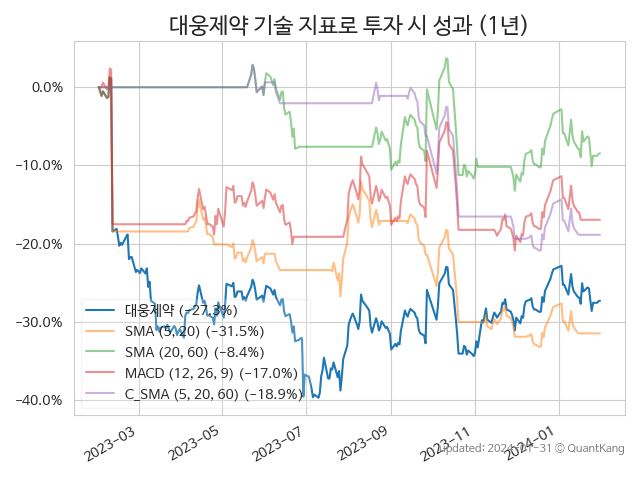 대웅제약 기술 지표로 투자 시 성과 (1년)
0.0%
−10.0%
−20.0%
−30.0%
−40.0%
대웅제약 (−27.3%)
SMA (5, 20) (−31.5%)
SMA (20, 60) (−8.4%)
MACD (12, 26, 9) (−17.0%)
C_SMA (5, 20, 60) (−18.9%)
2023−03
2023−05
2023−07
2023−09
2023−11
2024−01
updated: 2024-01-31 © QuantKang